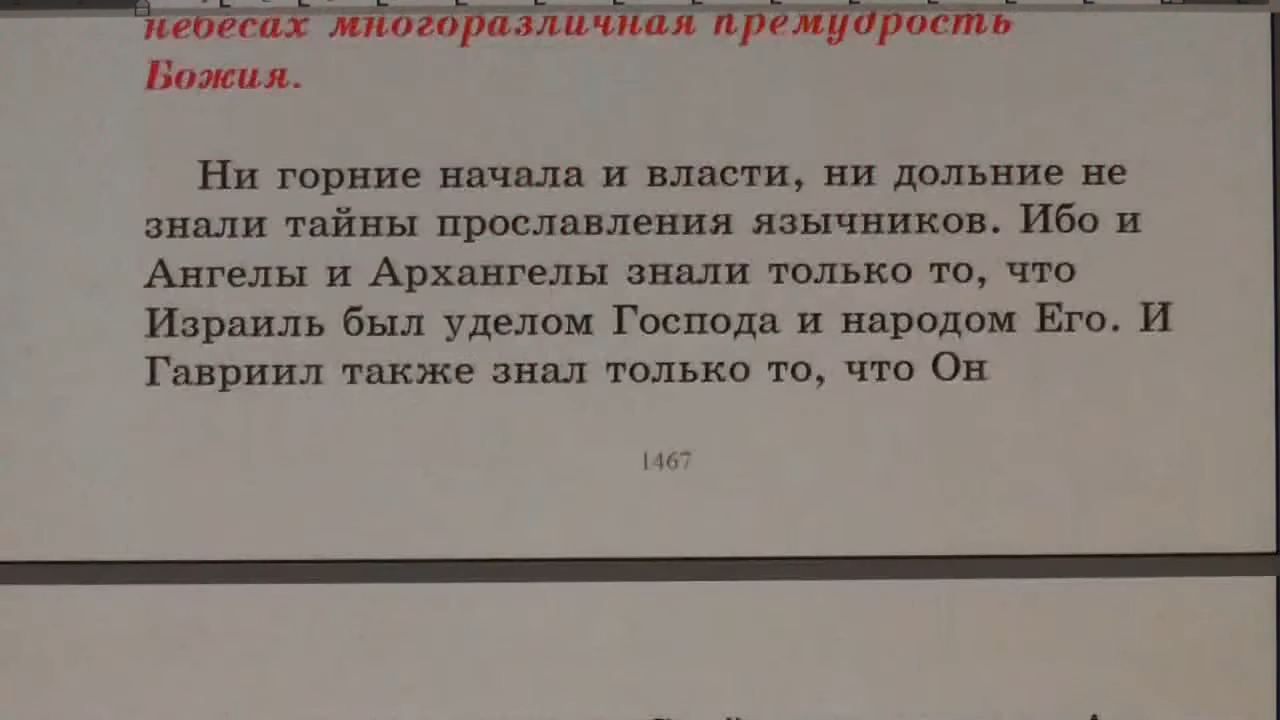 небесах многоразличная премудрость
Божия.
Ни горние начала и власти, ни дольние не
знали тайны прославления язычников. Ибо и
Ангелы и Архангелы знали только то, что
Израиль был уделом Господа и народом Его. И
Гавриил также знал только то, что Он
1467